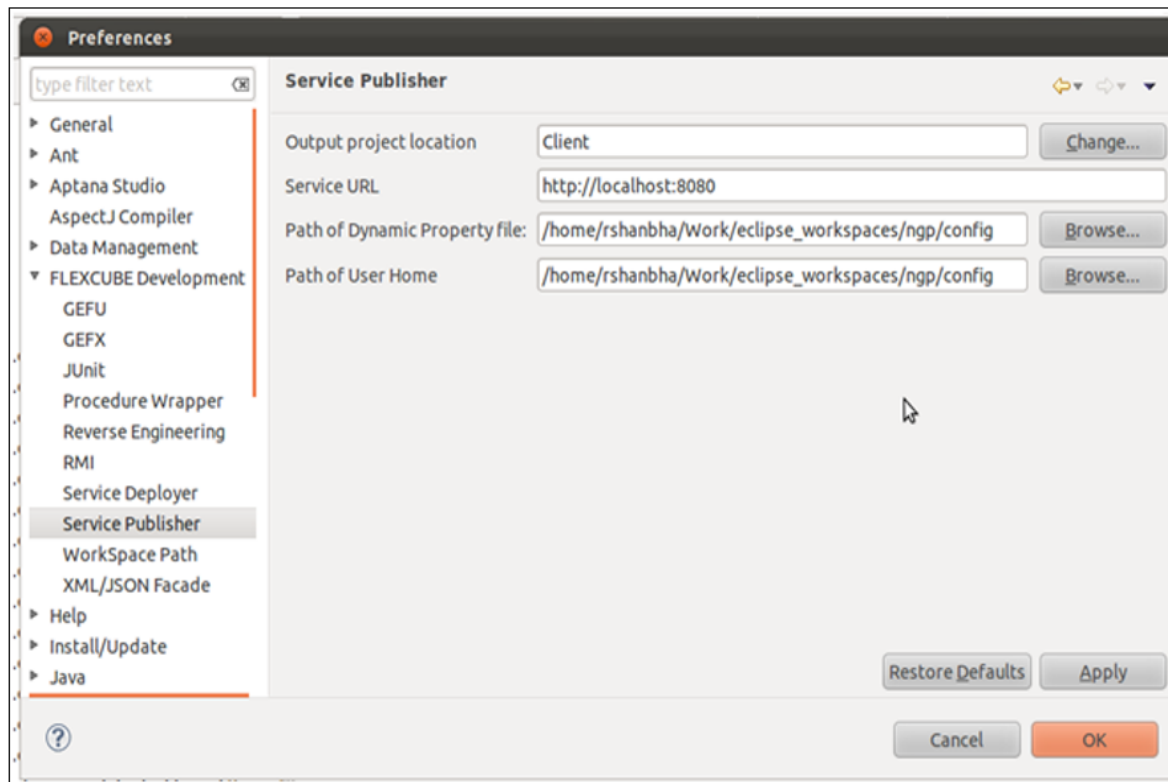 Preferences
type filter text
General
Ant
Aptana Studio
AspectJ Compiler
Data Management
FLEXCUBE Development
GEFU
GEFX
JUnit
Procedure Wrapper
Reverse Engineering
RMI
Service Deployer
Service Publisher
WorkSpace Path
XML/JSON Facade
Help
Install/Update
Java
Service Publisher
Output project location Client Change...
Service URL http://localhost:8080
Path of Dynamic Property file: /home/rshanbha/Work/eclipse_workspaces/ngp/config Browse...
Path of User Home /home/rshanbha/Work/eclipse_workspaces/ngp/config Browse...
Restore Defaults Apply
Cancel OK